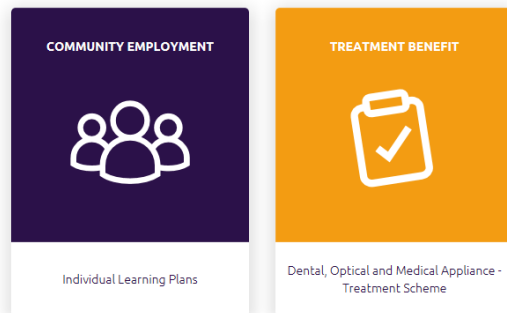 COMMUNITY EMPLOYMENT
Individual Learning Plans
TREATMENT BENEFIT
Dental, Optical and Medical Appliance -
Treatment Scheme